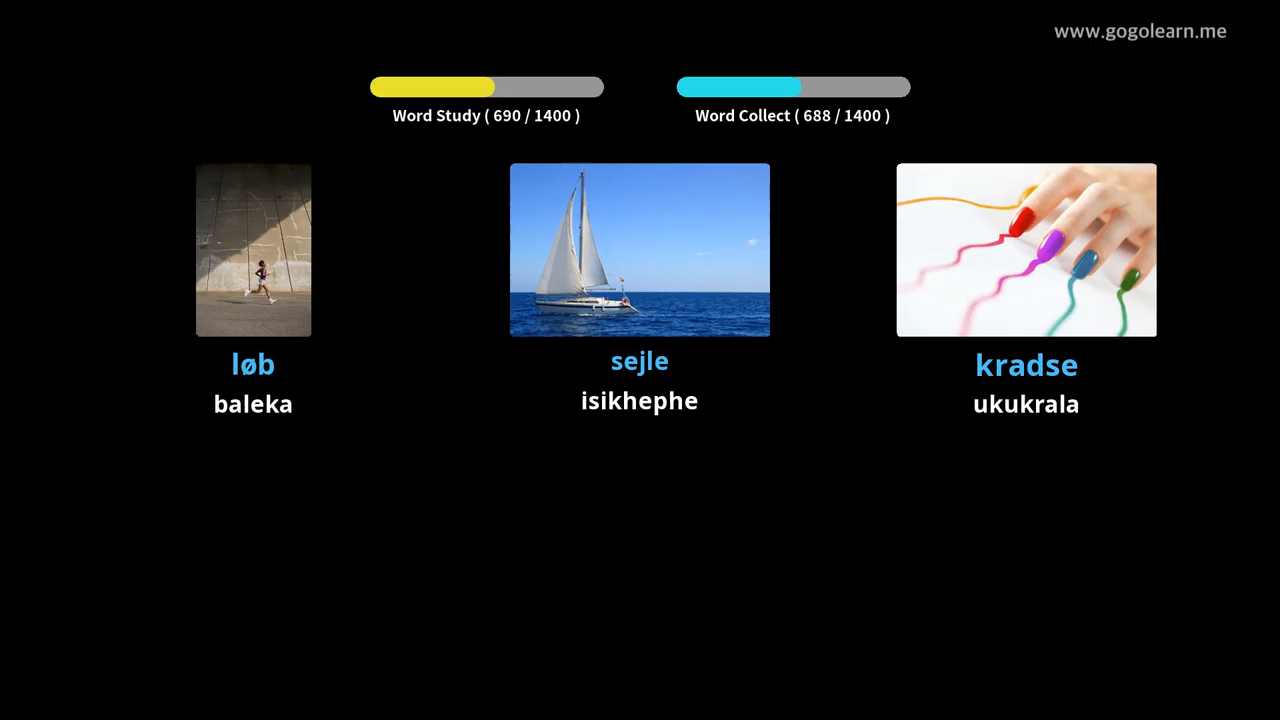 www.gogolearn.me
Word Study ( 690 / 1400 )
Word Collect ( 688 / 1400 )
løb
sejle
kradse
baleka
isikhephe
ukukrala